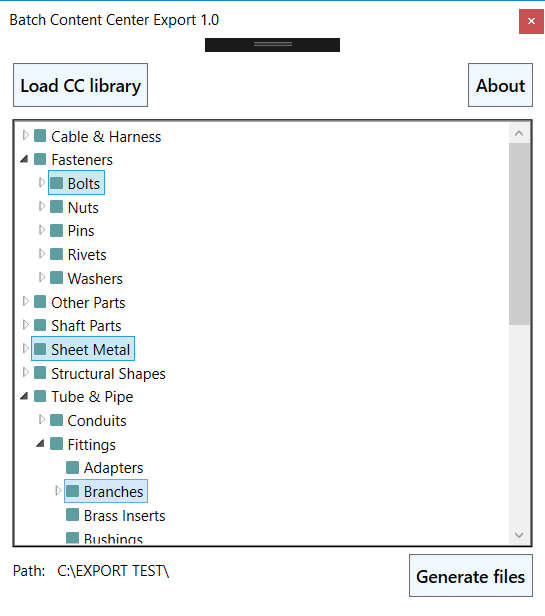 Batch Content Center Export 1.0
Load CC library
About
Cable & Harness
Fasteners
Bolts
Nuts
Pins
Rivets
Washers
Other Parts
Shaft Parts
Sheet Metal
Structural Shapes
Tube & Pipe
Conduits
Fittings
Adapters
Branches
Brass Inserts
Bushings
Path: C:\EXPORT TEST\
Generate files